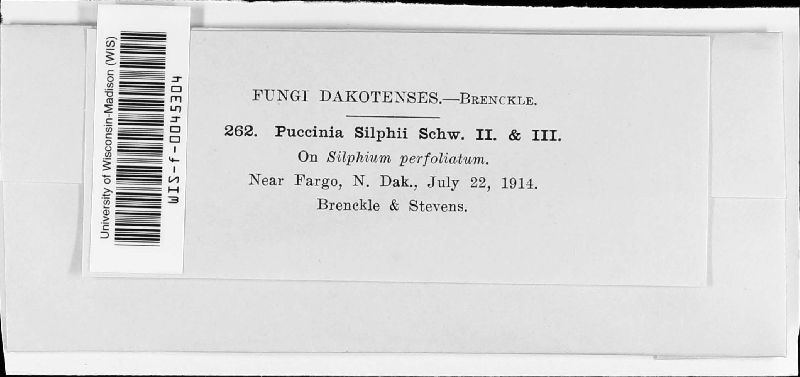 University of Wisconsin-Madison (WIS)
WIS-f-0045304
FUNGI DAKOTENSES.—BRENCKLE.
262. Puccinia Silphii Schw. II. & III.
On Silphium perfoliatum.
Near Fargo, N. Dak., July 22, 1914.
Brenckle & Stevens.